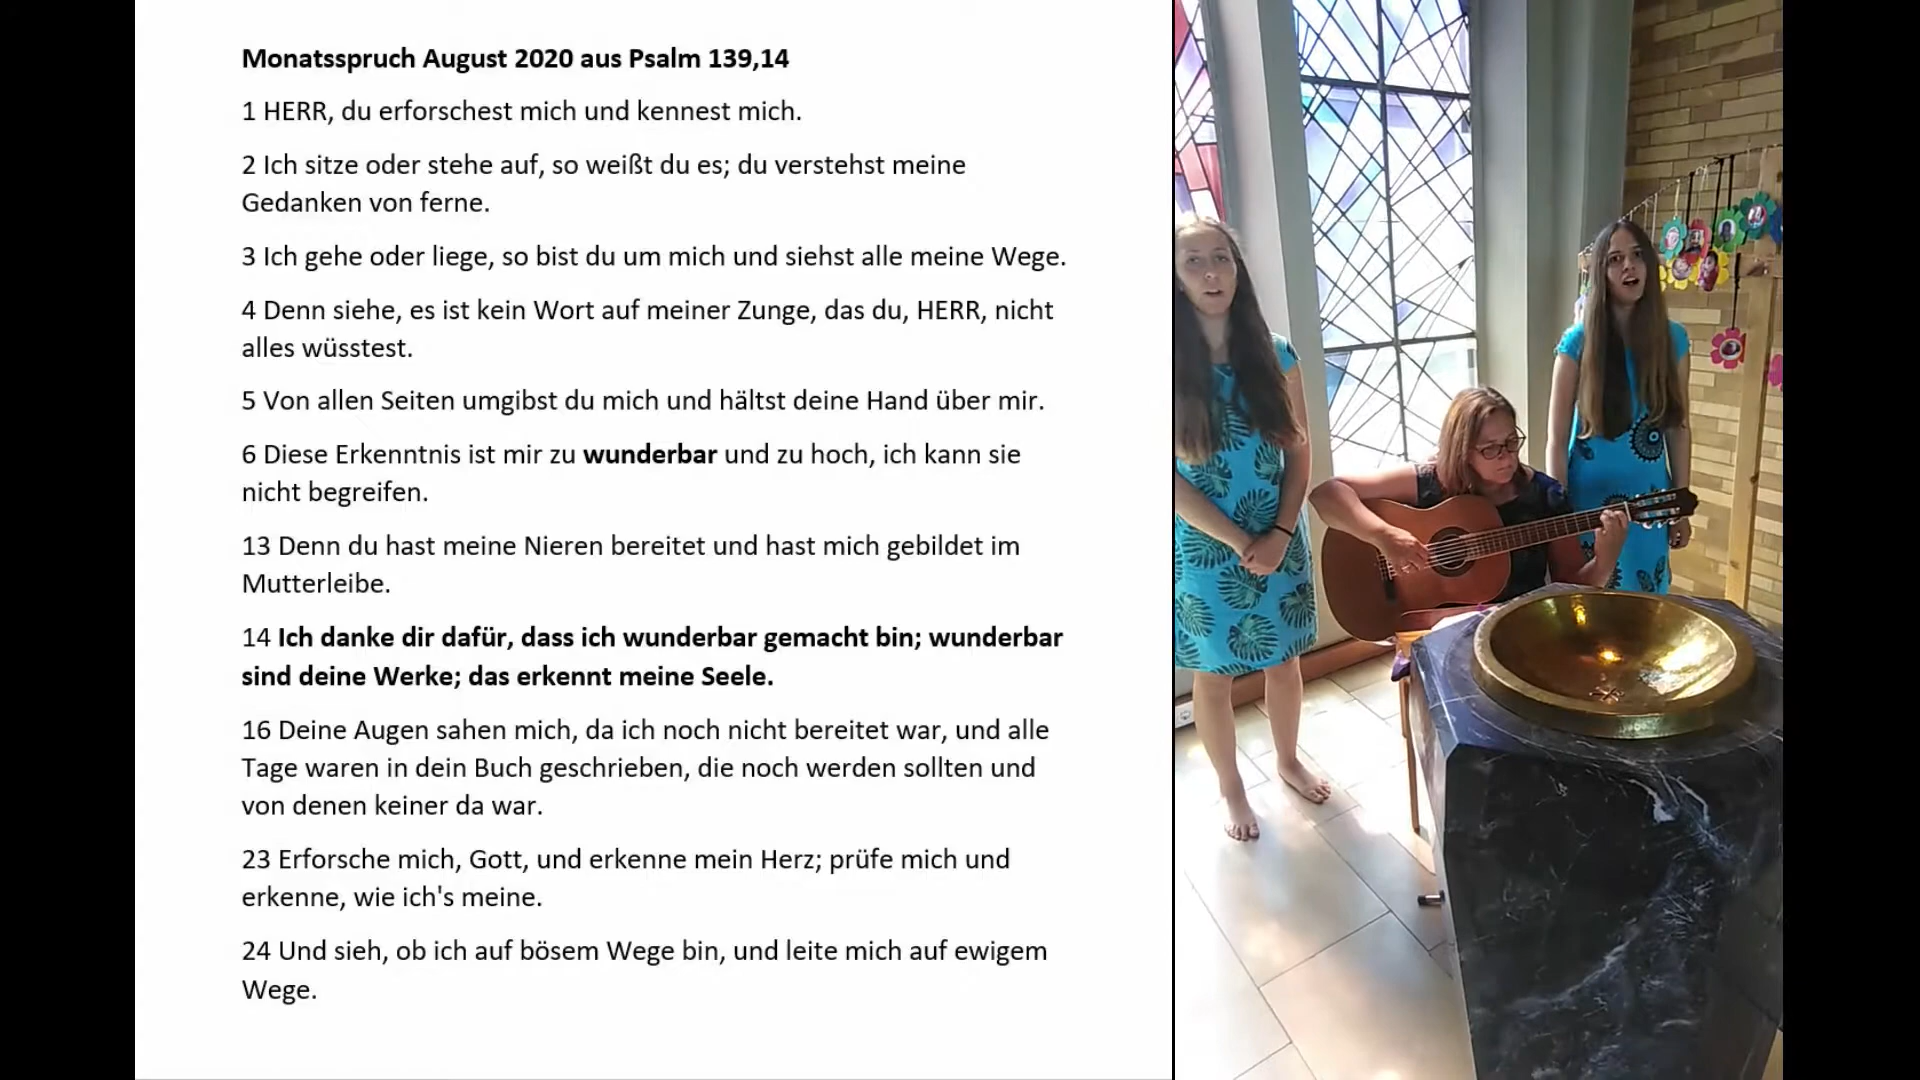 Monatsspruch August 2020 aus Psalm 139,14
1 HERR, du erforschest mich und kennest mich.
2 Ich sitze oder stehe auf, so weißt du es; du verstehst meine
Gedanken von ferne.
3 Ich gehe oder liege, so bist du um mich und siehst alle meine Wege.
4 Denn siehe, es ist kein Wort auf meiner Zunge, das du, HERR, nicht
alles wüsstest.
5 Von allen Seiten umgibst du mich und hältst deine Hand über mir.
6 Diese Erkenntnis ist mir zu wunderbar und zu hoch, ich kann sie
nicht begreifen.
13 Denn du hast meine Nieren bereitet und hast mich gebildet im
Mutterleibe.
14 Ich danke dir dafür, dass ich wunderbar gemacht bin; wunderbar
sind deine Werke; das erkennt meine Seele.
16 Deine Augen sahen mich, da ich noch nicht bereitet war, und alle
Tage waren in dein Buch geschrieben, die noch werden sollten und
von denen keiner da war.
23 Erforsche mich, Gott, und erkenne mein Herz; prüfe mich und
erkenne, wie ich's meine.
24 Und sieh, ob ich auf bösem Wege bin, und leite mich auf ewigem
Wege.